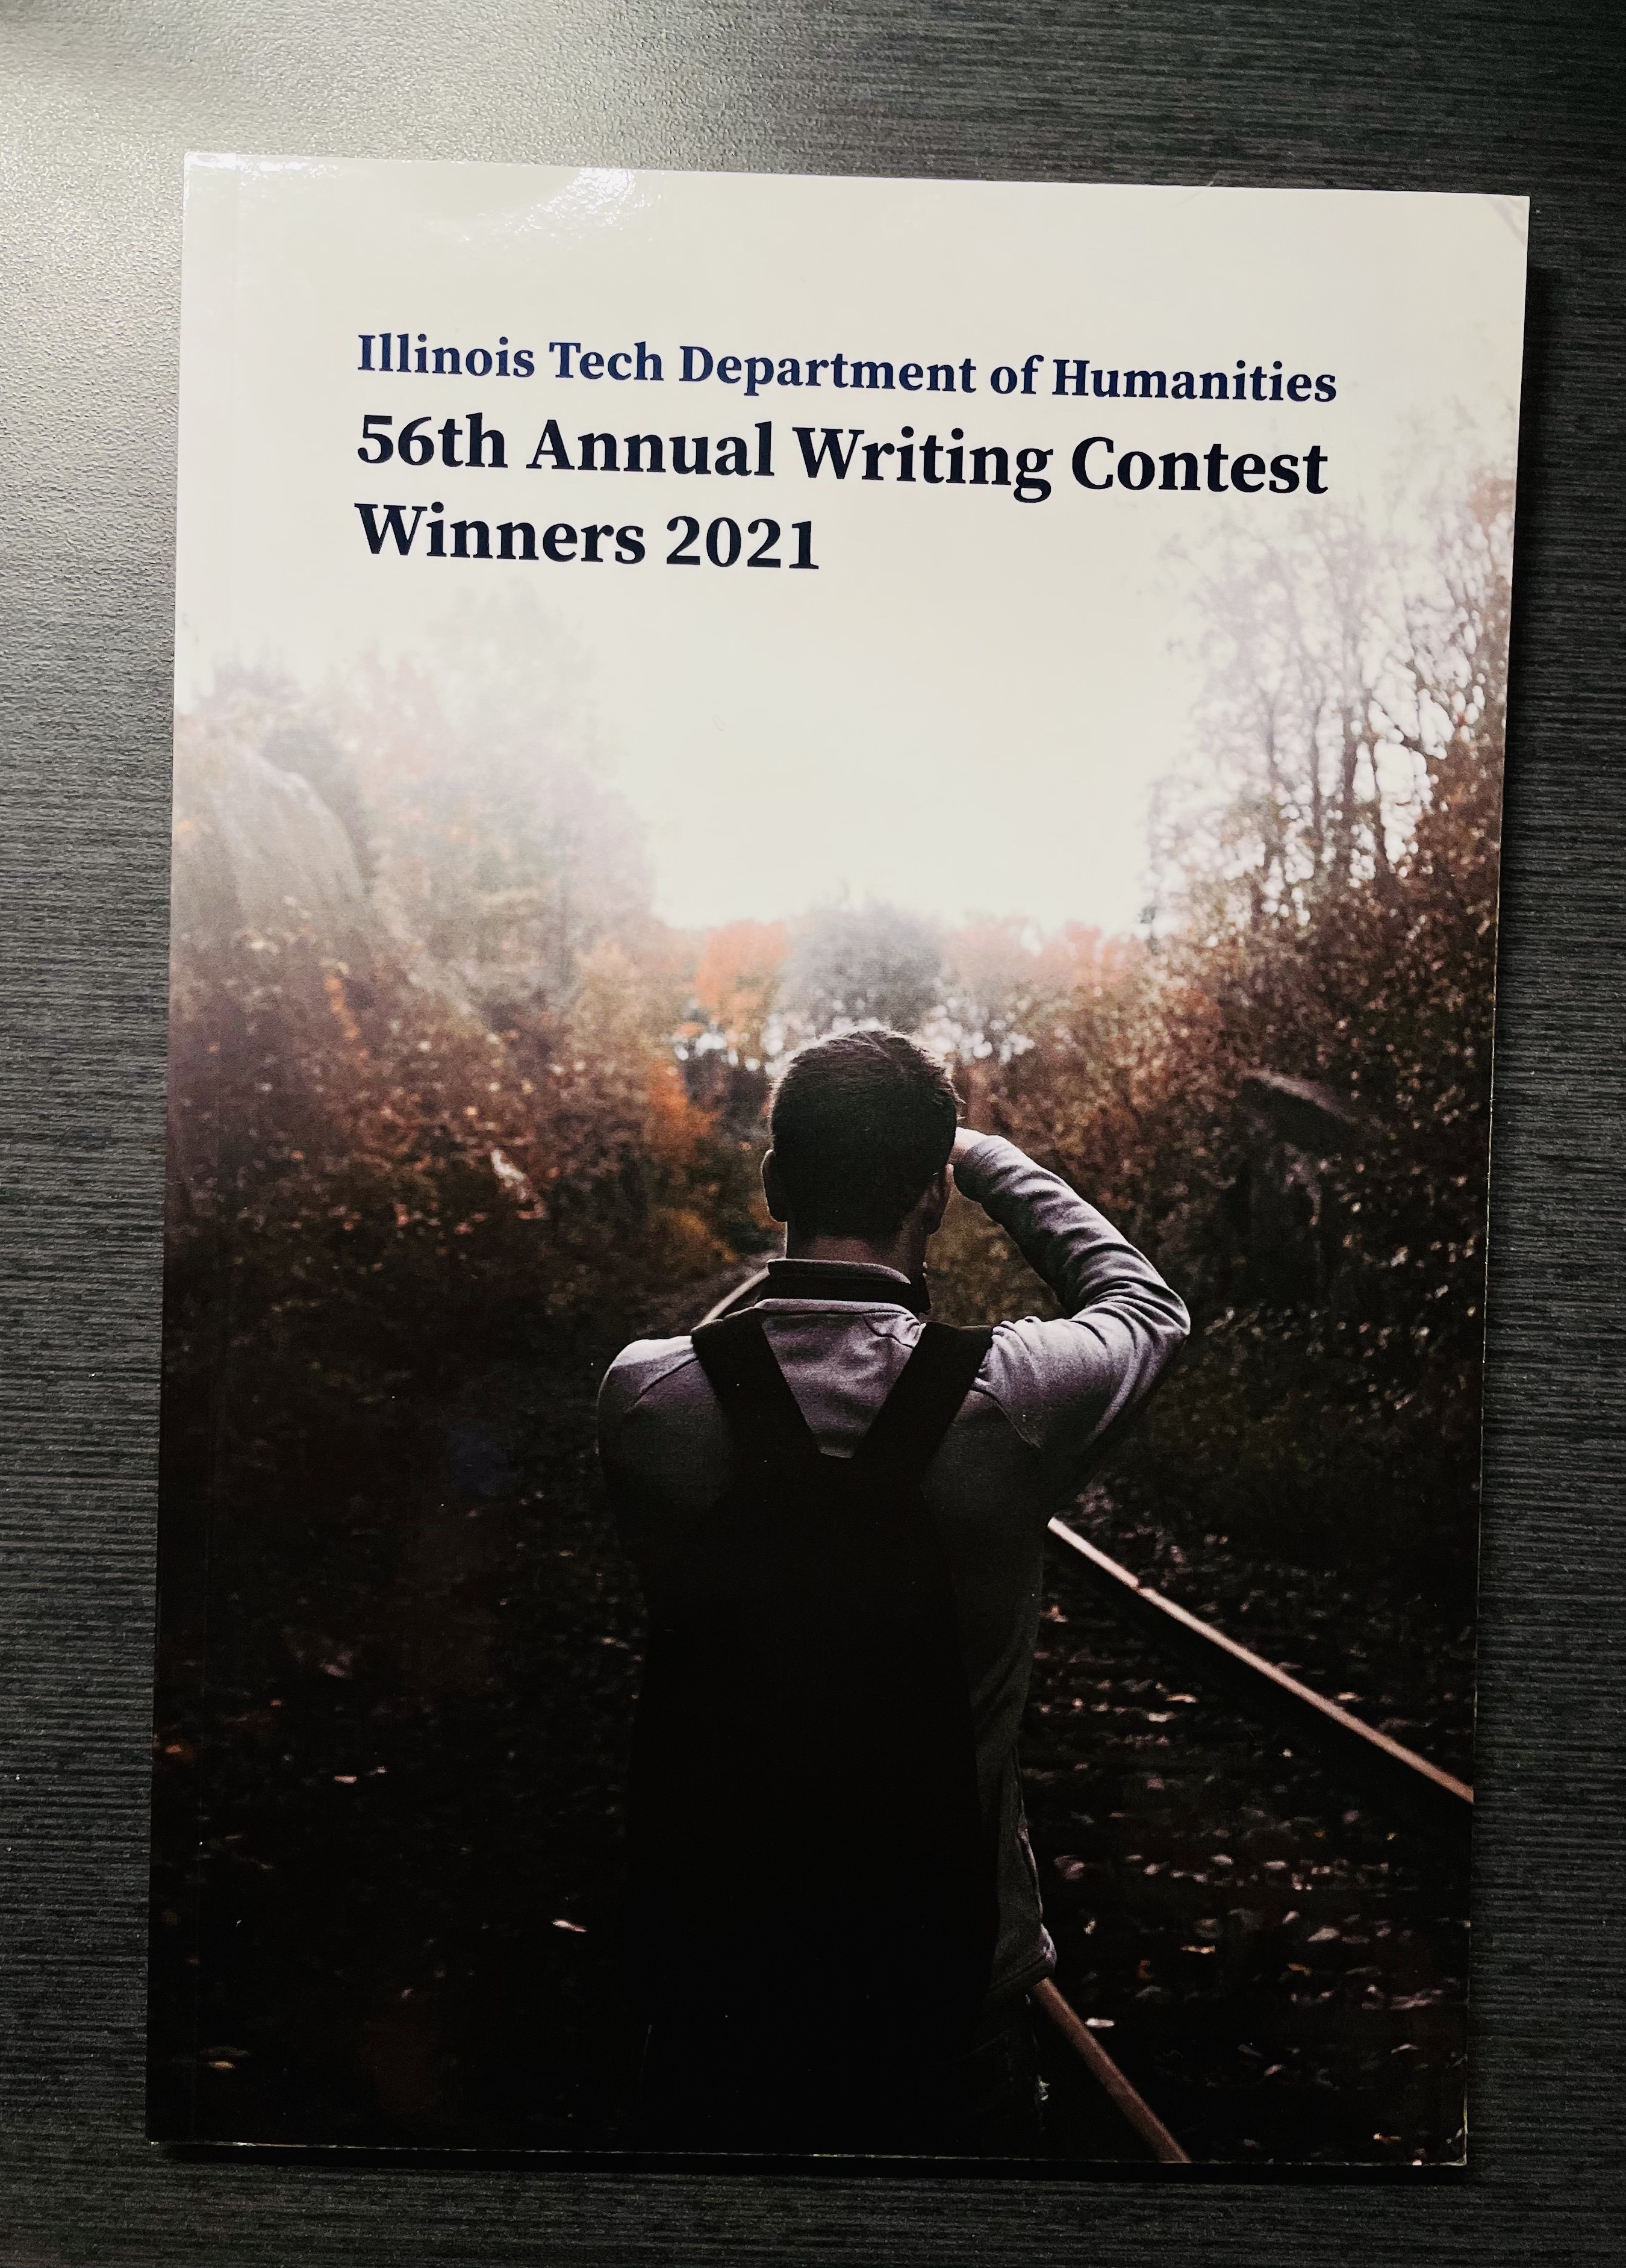 Illinois Tech Department of Humanities
56th Annual Writing Contest
Winners 2021